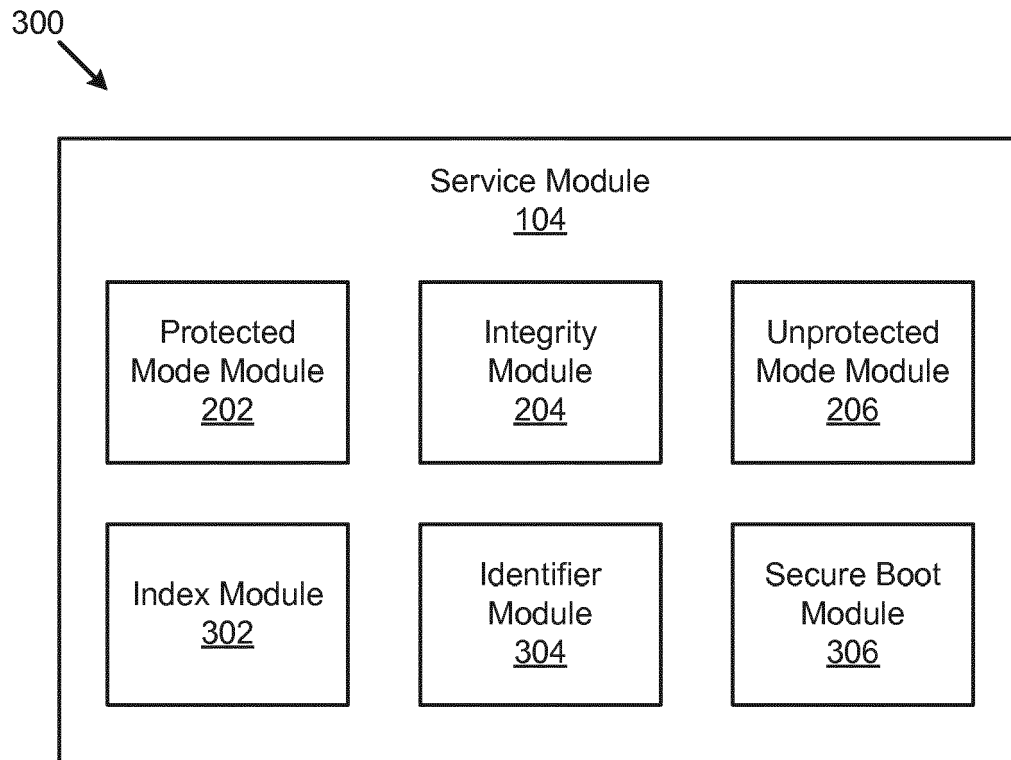 300
Service Module
104
Protected
Mode Module
202
Integrity
Module
204
Unprotected
Mode Module
206
Index Module
302
Identifier
Module
304
Secure Boot
Module
306